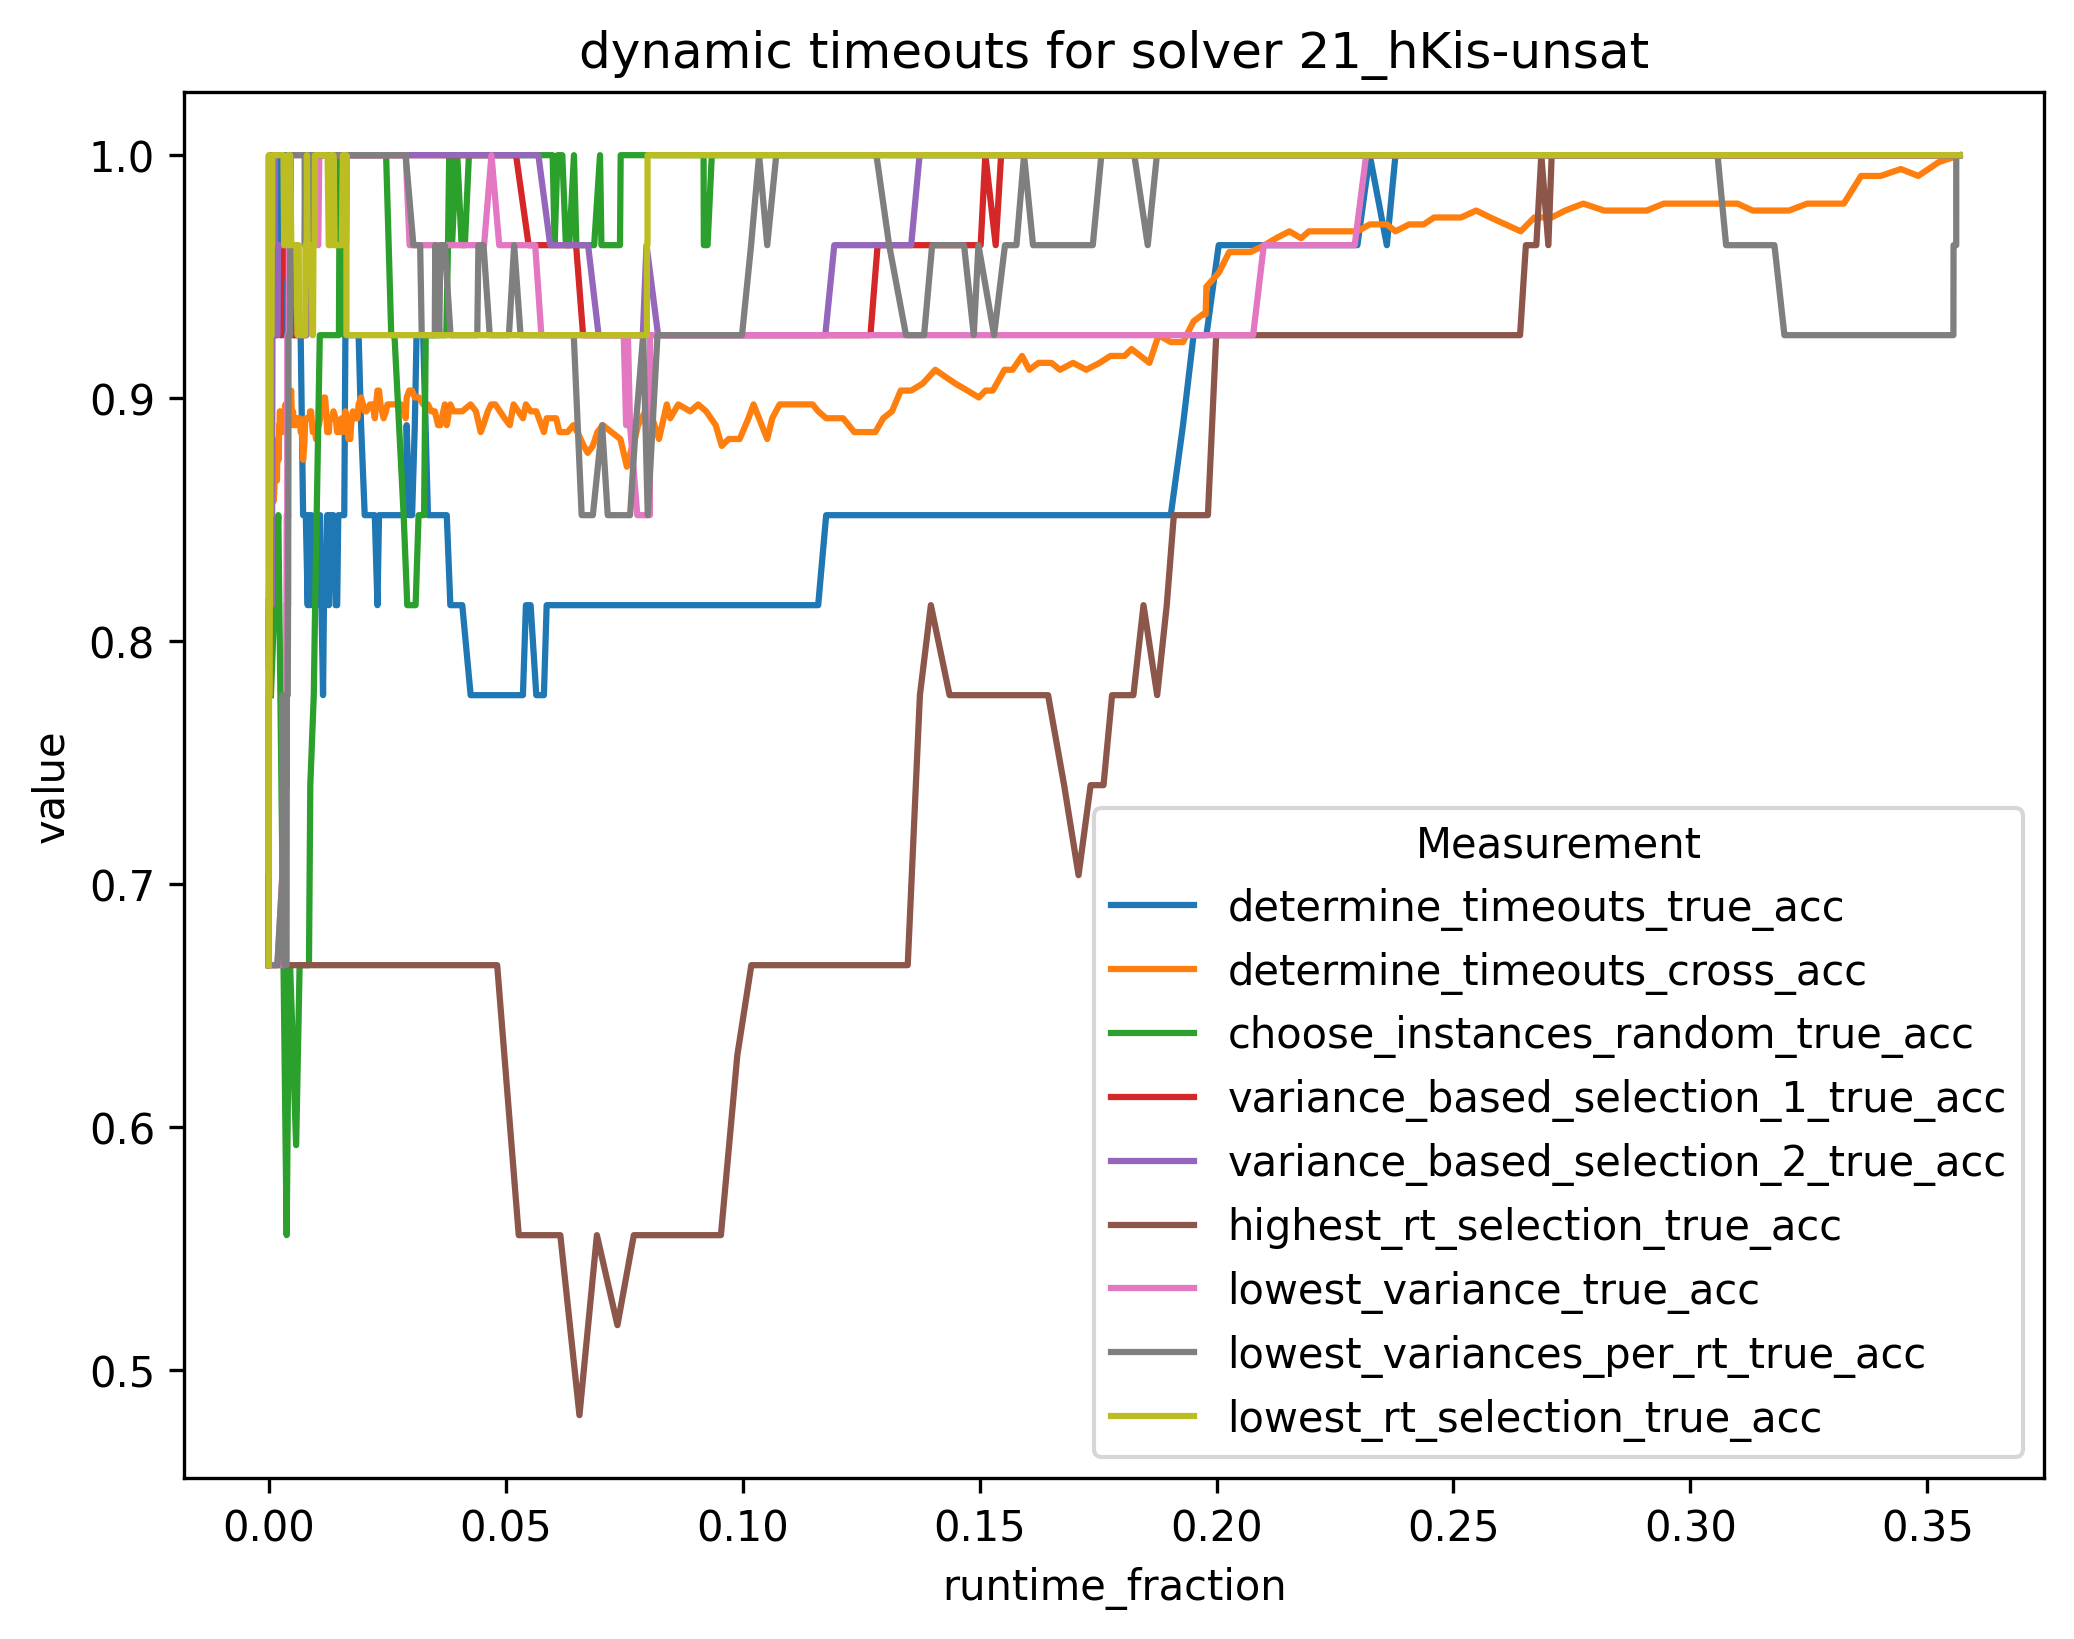 dynamic timeouts for solver 21_hKis-unsat
1.0
0.9
0.8
0.7
0.6
0.5
value
0.00 0.05 0.10 0.15 0.20 0.25 0.30 0.35
runtime_fraction
Measurement
determine_timeouts_true_acc
determine_timeouts_cross_acc
choose_instances_random_true_acc
variance_based_selection_1_true_acc
variance_based_selection_2_true_acc
highest_rt_selection_true_acc
lowest_variance_true_acc
lowest_variances_per_rt_true_acc
lowest_rt_selection_true_acc